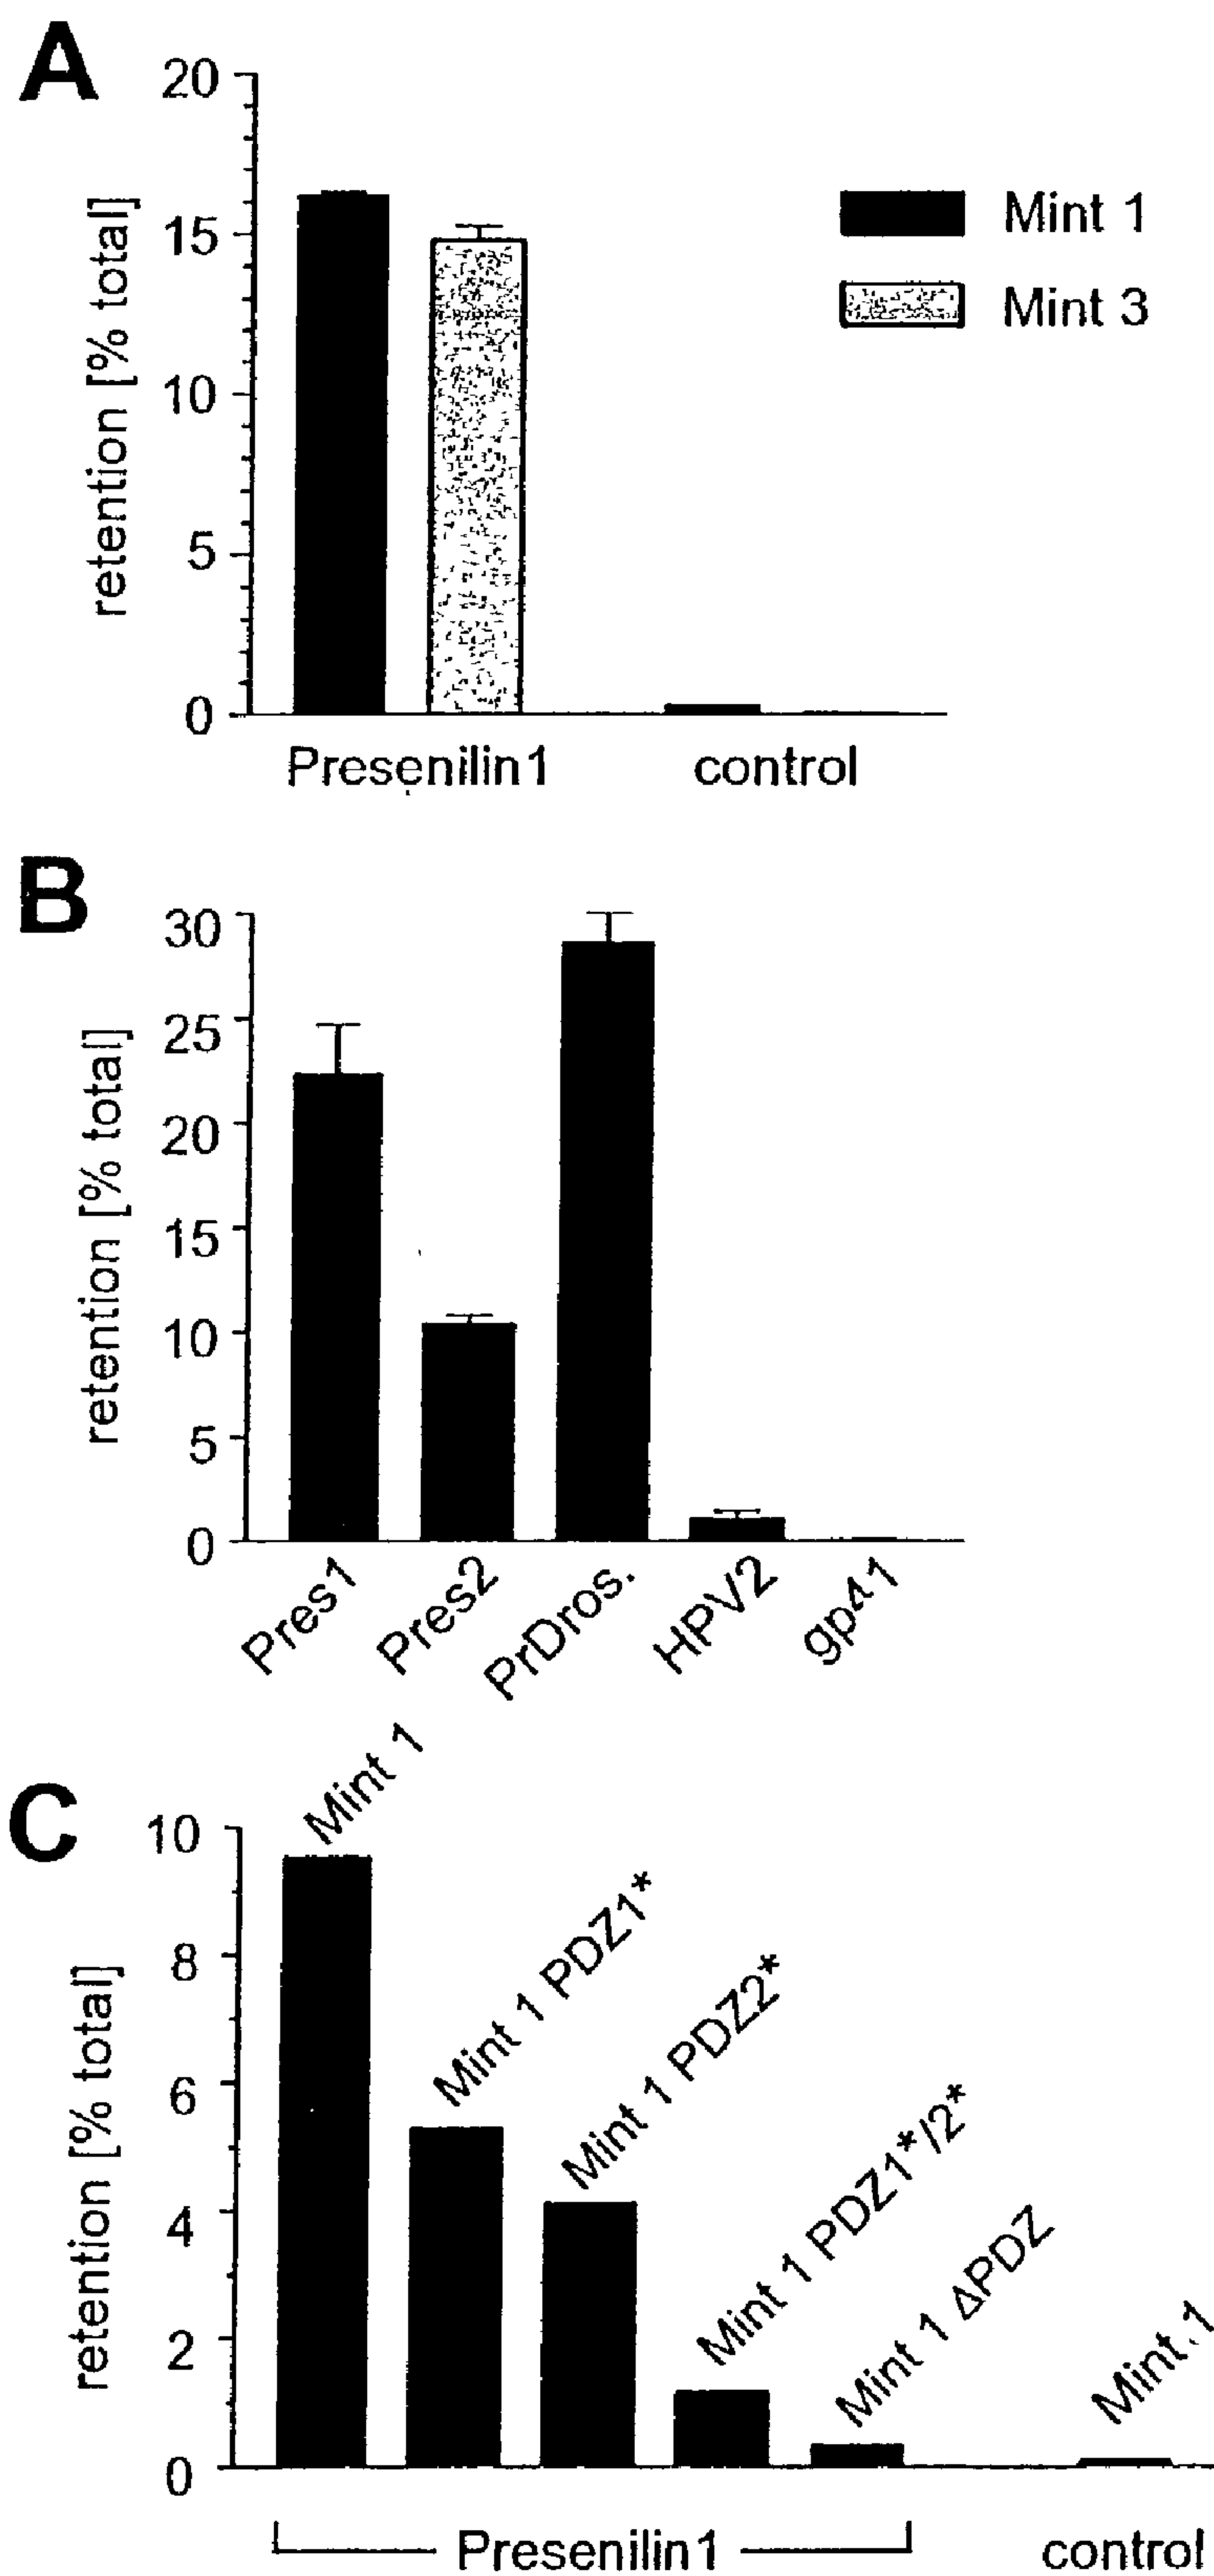 A
retention [% total]
20
15
10
5
0
Mint 1
Mint 3
Presenilin1
control
B
retention [% total]
30
25
20
15
10
5
0
Pres1
Pres2
PrDros.
HPV2
gp41
C
retention [% total]
10
8
6
4
2
0
Mint 1
Mint 1 PDZ1*
Mint 1 PDZ2*
Mint 1 PDZ1*/2*
Mint 1 ΔPDZ
Mint 1
Presenilin1
control